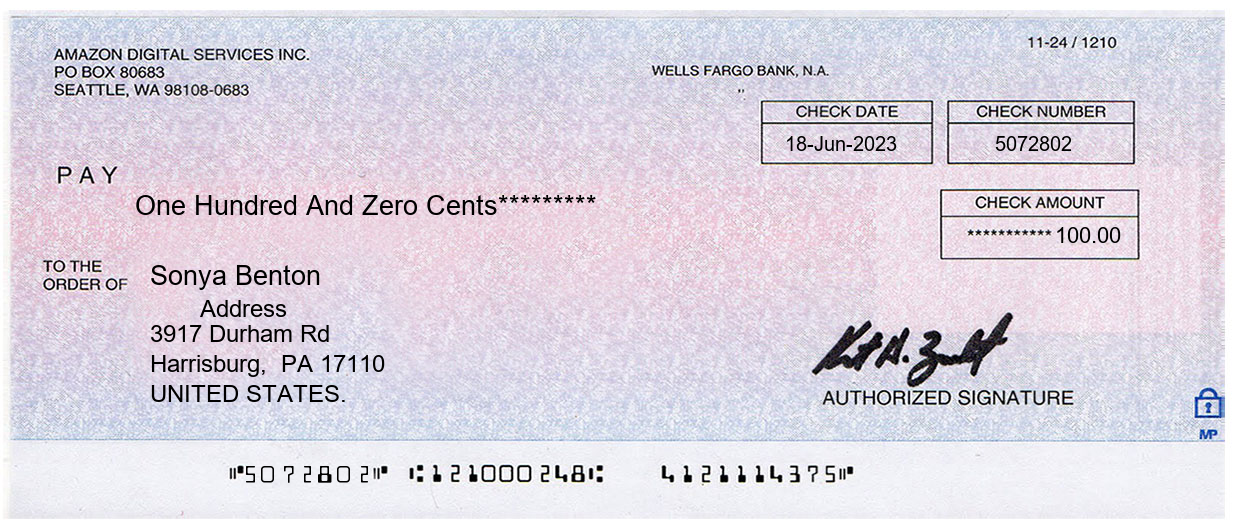 11-24 / 1210
AMAZON DIGITAL SERVICES INC.
PO BOX 80683
SEATTLE, WA 98108-0683
WELLS FARGO BANK, N.A.
,,
CHECK DATE
18-Jun-2023
CHECK NUMBER
5072802
PAY
One Hundred And Zero Cents*********
CHECK AMOUNT
*********** 100.00
TO THE
ORDER OF
Sonya Benton
Address
3917 Durham Rd
Harrisburg, PA 17110
UNITED STATES.
AUTHORIZED SIGNATURE
MP
⑈5072802⑈ ⑆121000248⑆ 4121114375⑈